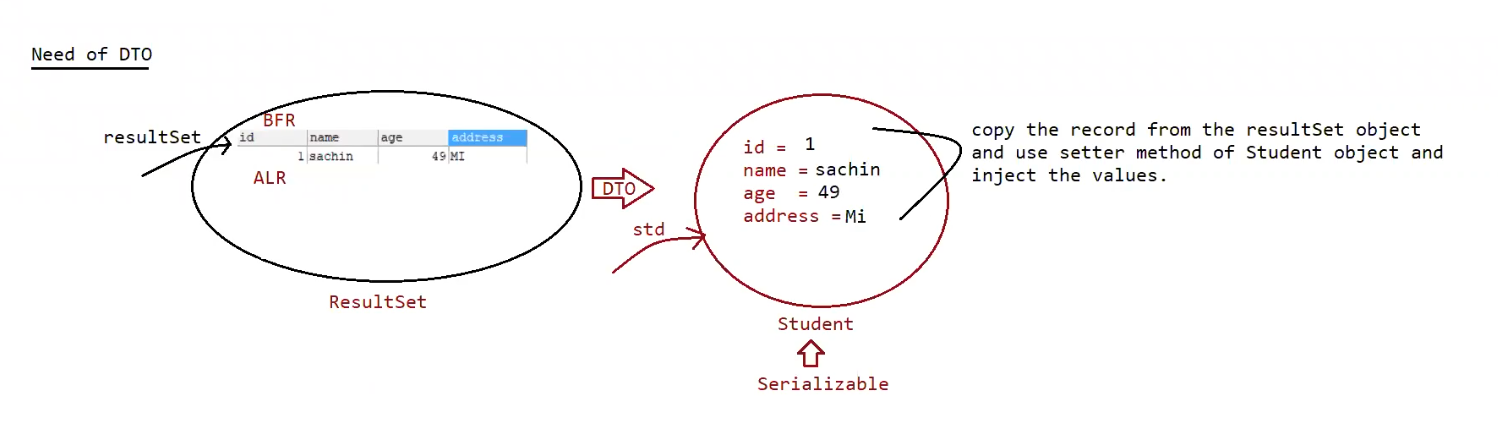 Need of DTO
BFR
resultSet
id name age address
1 sachin 49 MI
ALR
ResultSet
DTO
std
id = 1
name = sachin
age = 49
address = Mi
Student
Serializable
copy the record from the resultSet object
and use setter method of Student object and
inject the values.